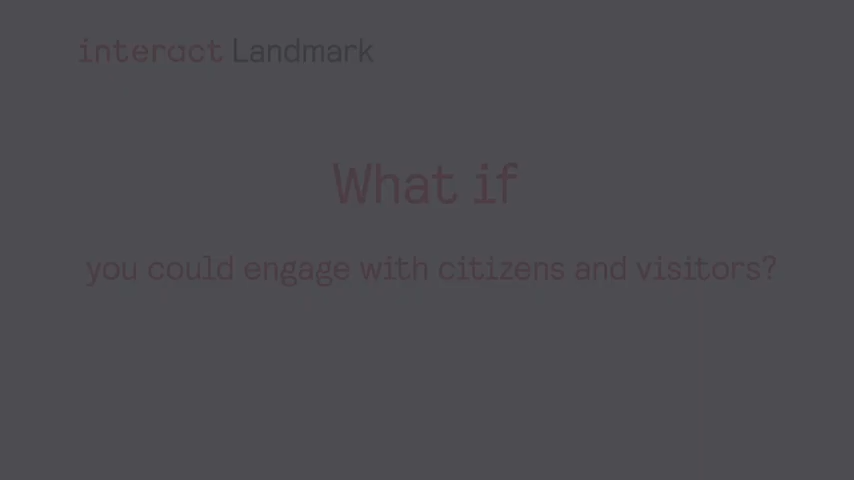 interact Landmark
What if
you could engage with citizens and visitors?